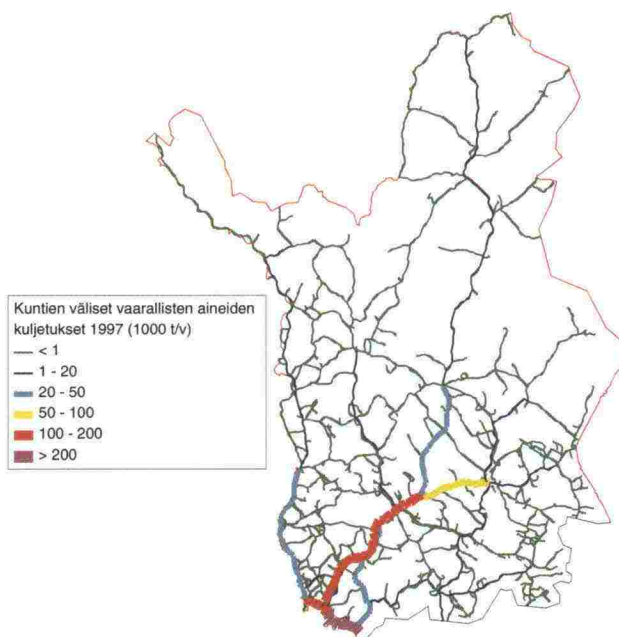 Kuntien väliset vaarallisten aineiden
kuljetukset 1997 (1000 t/v)
< 1
1 - 20
20 - 50
50 - 100
100 - 200
> 200